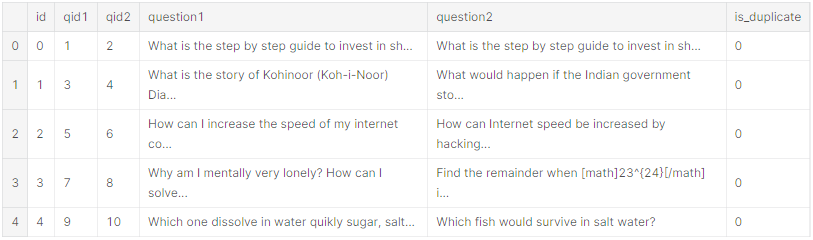 id qid1 qid2 question1 question2 is_duplicate
0 0 1 2 What is the step by step guide to invest in sh... What is the step by step guide to invest in sh... 0
What is the story of Kohinoor (Koh-i-Noor) What would happen if the Indian government
1 1 3 4 0
Dia... sto...
How can I increase the speed of my internet How can Internet speed be increased by
2 2 5 6 0
co... hacking...
Why am I mentally very lonely? How can I Find the remainder when [math]23^{24}[/math]
3 3 7 8 0
solve... i...
4 4 9 10 Which one dissolve in water quikly sugar, salt... Which fish would survive in salt water? 0